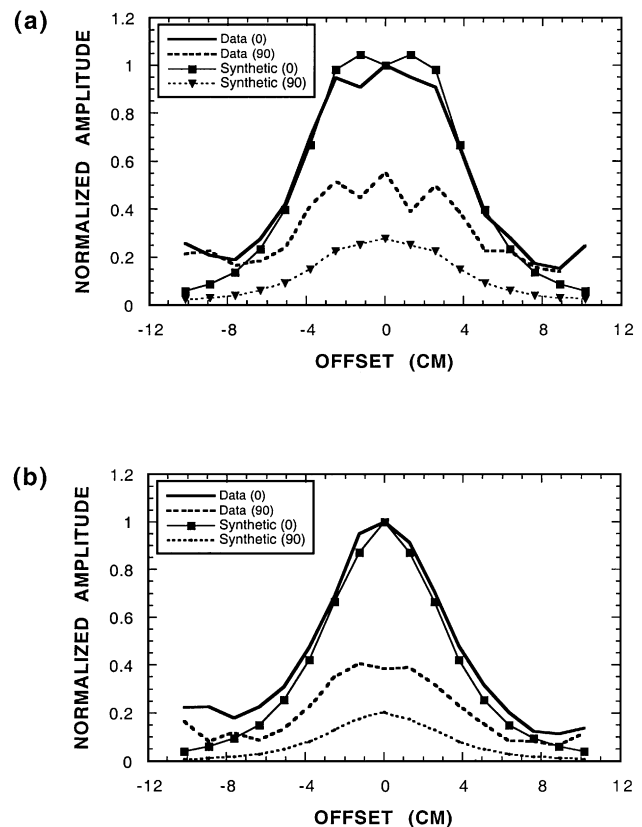 (a)
1.2
1
0.8
0.6
0.4
0.2
0
NORMALIZED AMPLITUDE
Data (0)
Data (90)
Synthetic (0)
Synthetic (90)
-12 -8 -4 0 4 8 12
OFFSET (CM)
(b)
1.2
1
0.8
0.6
0.4
0.2
0
NORMALIZED AMPLITUDE
Data (0)
Data (90)
Synthetic (0)
Synthetic (90)
-12 -8 -4 0 4 8 12
OFFSET (CM)